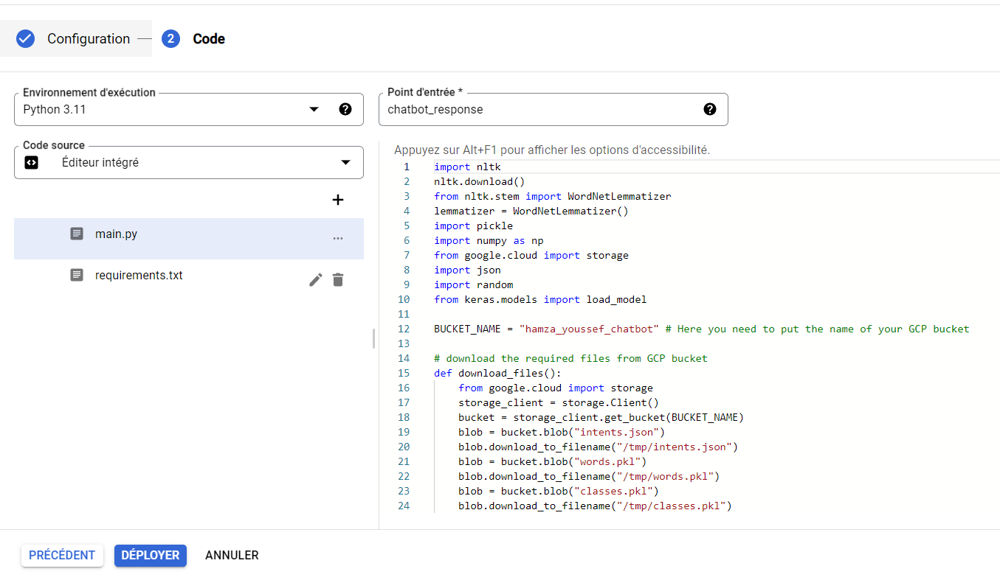 Configuration
2
Code
Environnement d'exécution
Python 3.11
Point d'entrée *
chatbot_response
Code source
Éditeur intégré
main.py
...
requirements.txt
Appuyez sur Alt+F1 pour afficher les options d'accessibilité.
1 import nltk
2 nltk.download()
3 from nltk.stem import WordNetLemmatizer
4 lemmatizer = WordNetLemmatizer()
5 import pickle
6 import numpy as np
7 from google.cloud import storage
8 import json
9 import random
10 from keras.models import load_model
11
12 BUCKET_NAME = "hamza_youssef_chatbot" # Here you need to put the name of your GCP bucket
13
14 # download the required files from GCP bucket
15 def download_files():
16     from google.cloud import storage
17     storage_client = storage.Client()
18     bucket = storage_client.get_bucket(BUCKET_NAME)
19     blob = bucket.blob("intents.json")
20     blob.download_to_filename("/tmp/intents.json")
21     blob = bucket.blob("words.pkl")
22     blob.download_to_filename("/tmp/words.pkl")
23     blob = bucket.blob("classes.pkl")
24     blob.download_to_filename("/tmp/classes.pkl")
PRÉCÉDENT
DÉPLOYER
ANNULER